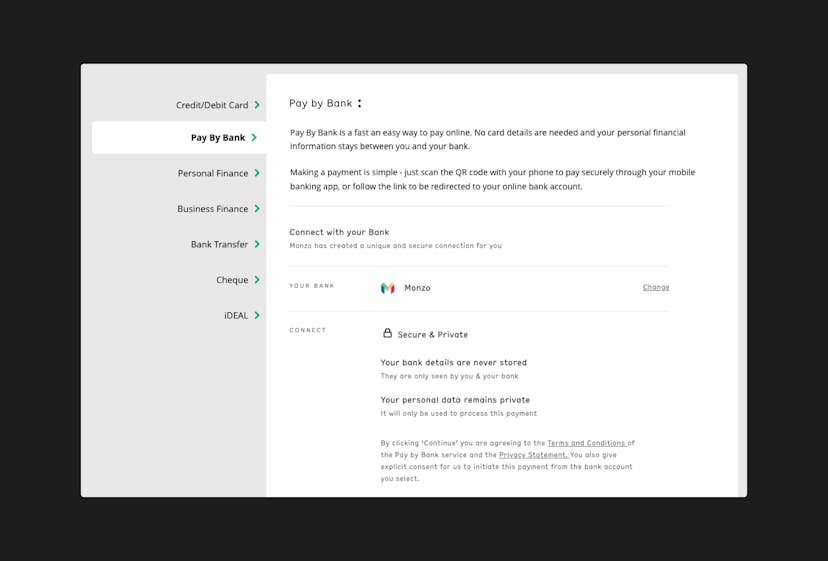 Credit/Debit Card
Pay By Bank
Personal Finance
Business Finance
Bank Transfer
Cheque
iDEAL
Pay by Bank :
Pay By Bank is a fast an easy way to pay online. No card details are needed and your personal financial
information stays between you and your bank.
Making a payment is simple - just scan the QR code with your phone to pay securely through your mobile
banking app, or follow the link to be redirected to your online bank account.
Connect with your Bank
Monzo has created a unique and secure connection for you
YOUR BANK
Monzo
Change
CONNECT
Secure & Private
Your bank details are never stored
They are only seen by you & your bank
Your personal data remains private
It will only be used to process this payment
By clicking 'Continue' you are agreeing to the Terms and Conditions of
the Pay by Bank service and the Privacy Statement. You also give
explicit consent for us to initiate this payment from the bank account
you select.